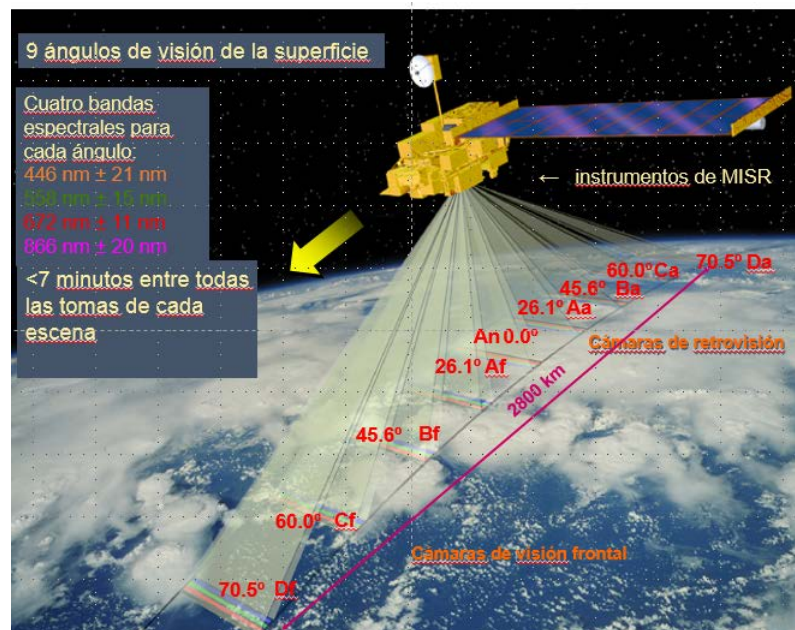 9 ángulos de visión de la superficie
Cuatro bandas
espectrales para
cada ángulo:
446 nm ± 21 nm
558 nm ± 15 nm
672 nm ± 11 nm
866 nm ± 20 nm
<7 minutos entre todas
las tomas de cada
escena
← instrumentos de MISR
70.5º Da
60.0ºCa
45.6º Ba
26.1º Aa
An 0.0º
Cámaras de retrovisión
26.1º Af
2800 km
45.6º Bf
60.0º Cf
Cámaras de visión frontal
70.5º Df